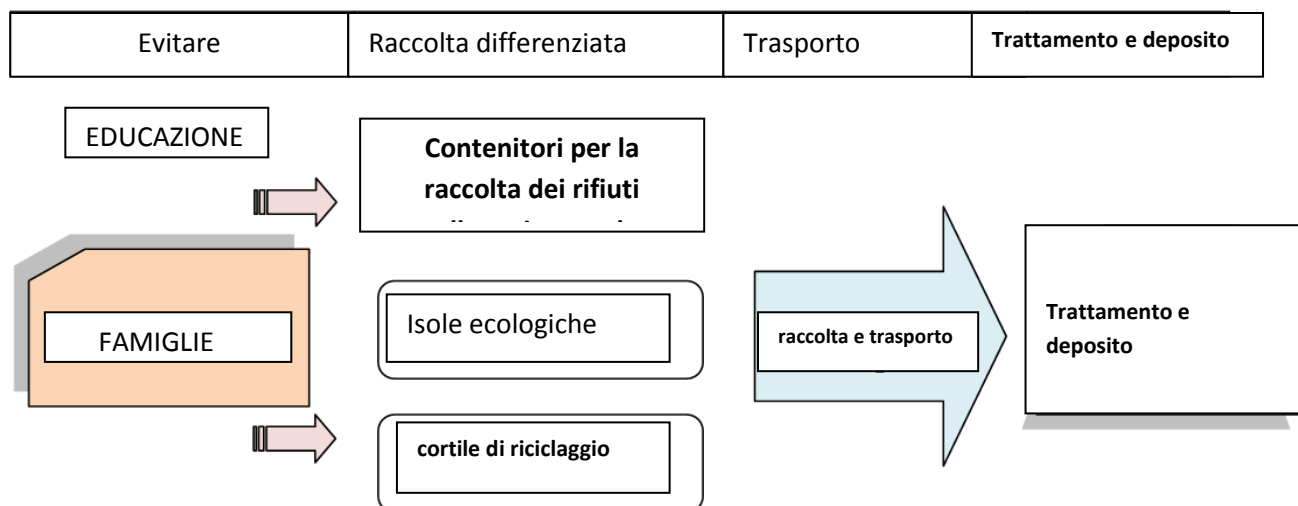 Evitare
Raccolta differenziata
Trasporto
Trattamento e deposito
EDUCAZIONE
Contenitori per la
raccolta dei rifiuti
FAMIGLIE
Isole ecologiche
cortile di riciclaggio
raccolta e trasporto
Trattamento e
deposito